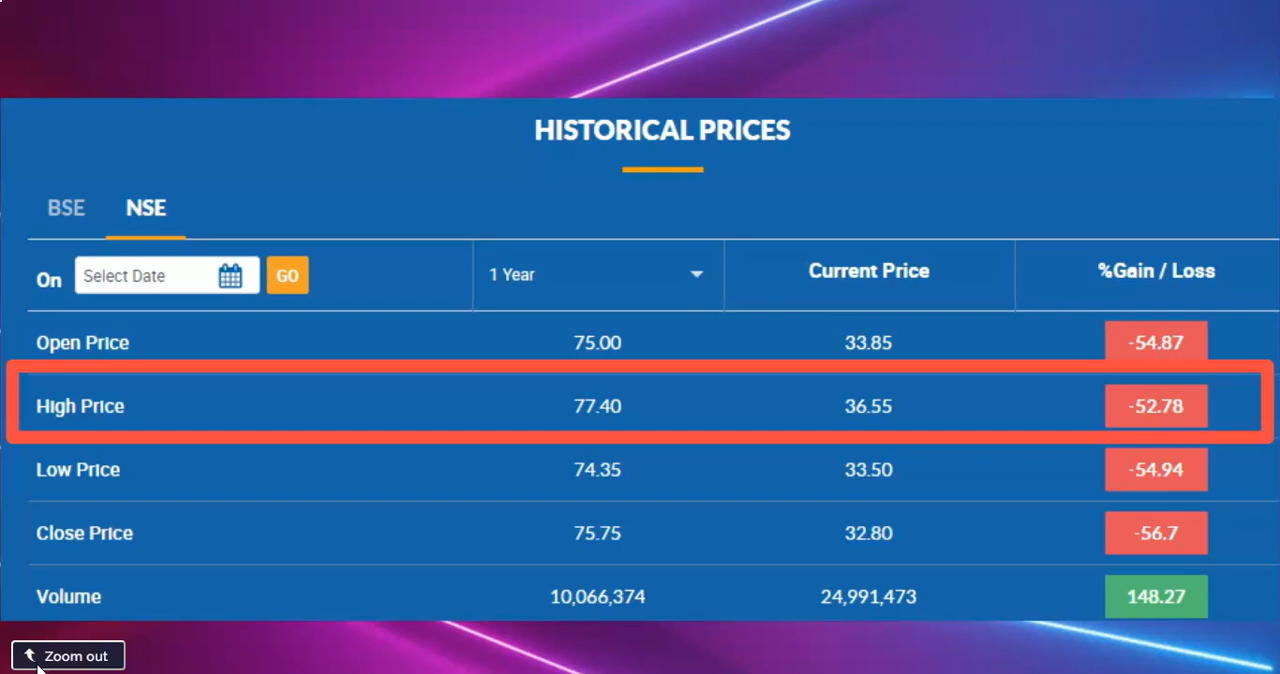 HISTORICAL PRICES
BSE NSE
On Select Date GO 1 Year Current Price %Gain / Loss
Open Price 75.00 33.85 -54.87
High Price 77.40 36.55 -52.78
Low Price 74.35 33.50 -54.94
Close Price 75.75 32.80 -56.7
Volume 10,066,374 24,991,473 148.27
Zoom out